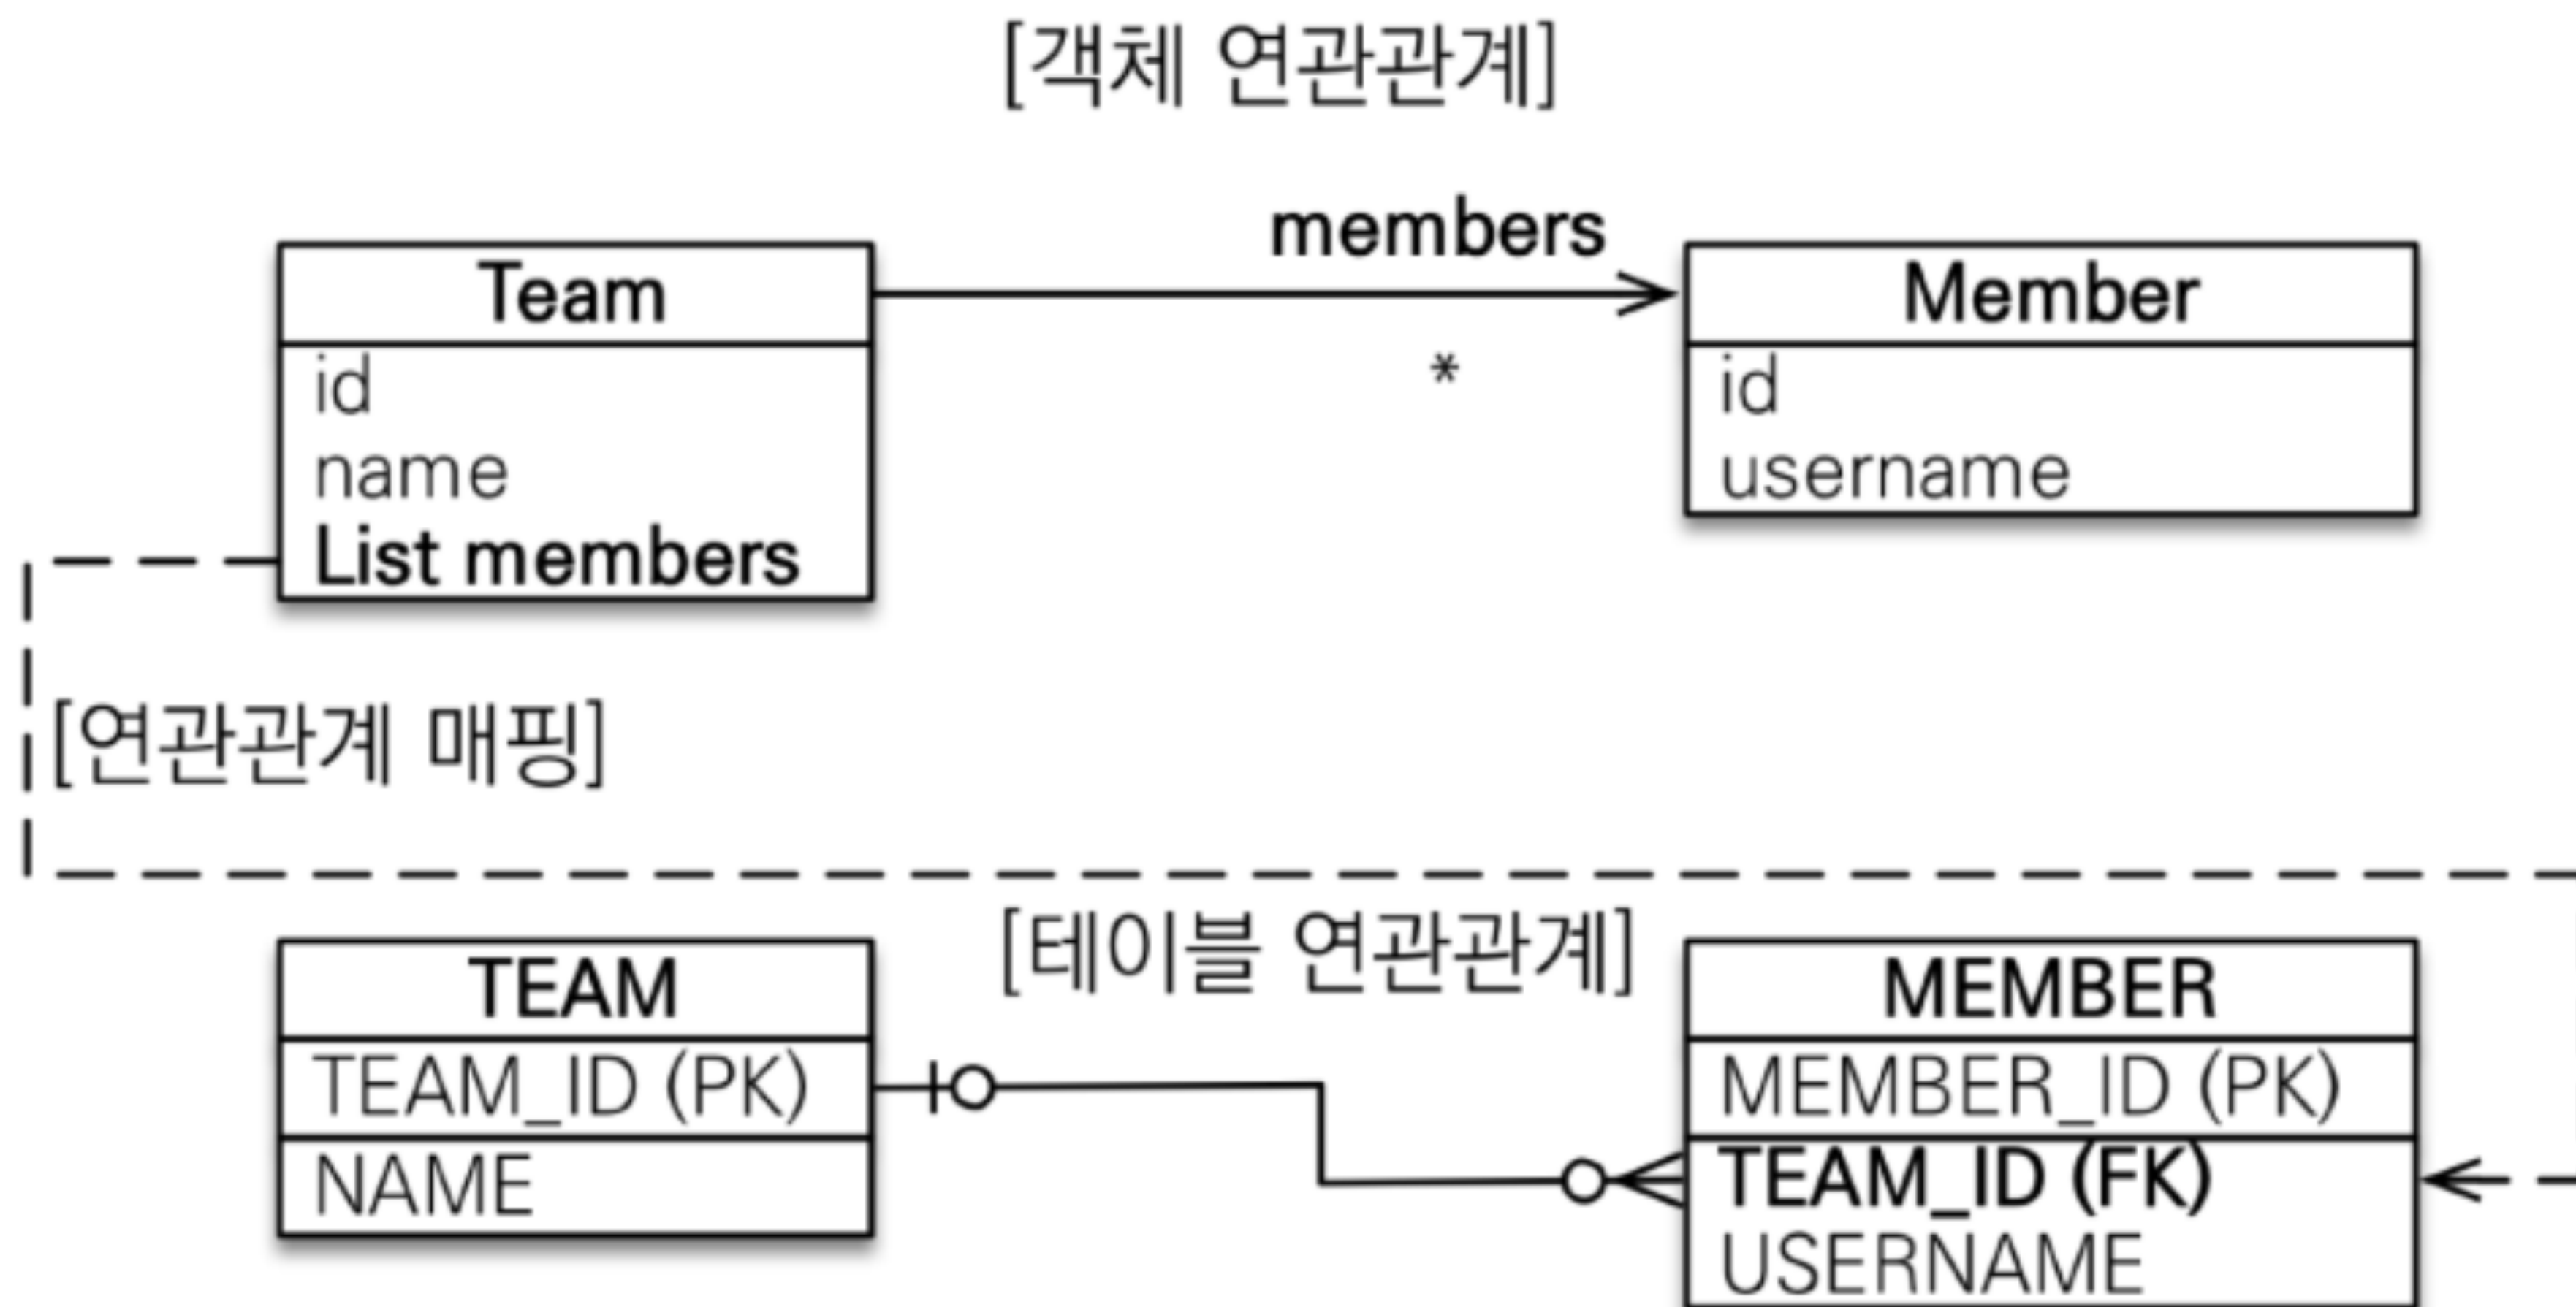 [객체 연관관계]
members
Team
Member
*
id
name
List members
id
username
[연관관계 매핑]
[테이블 연관관계]
TEAM
TEAM_ID (PK)
NAME
MEMBER
MEMBER_ID (PK)
TEAM_ID (FK)
USERNAME